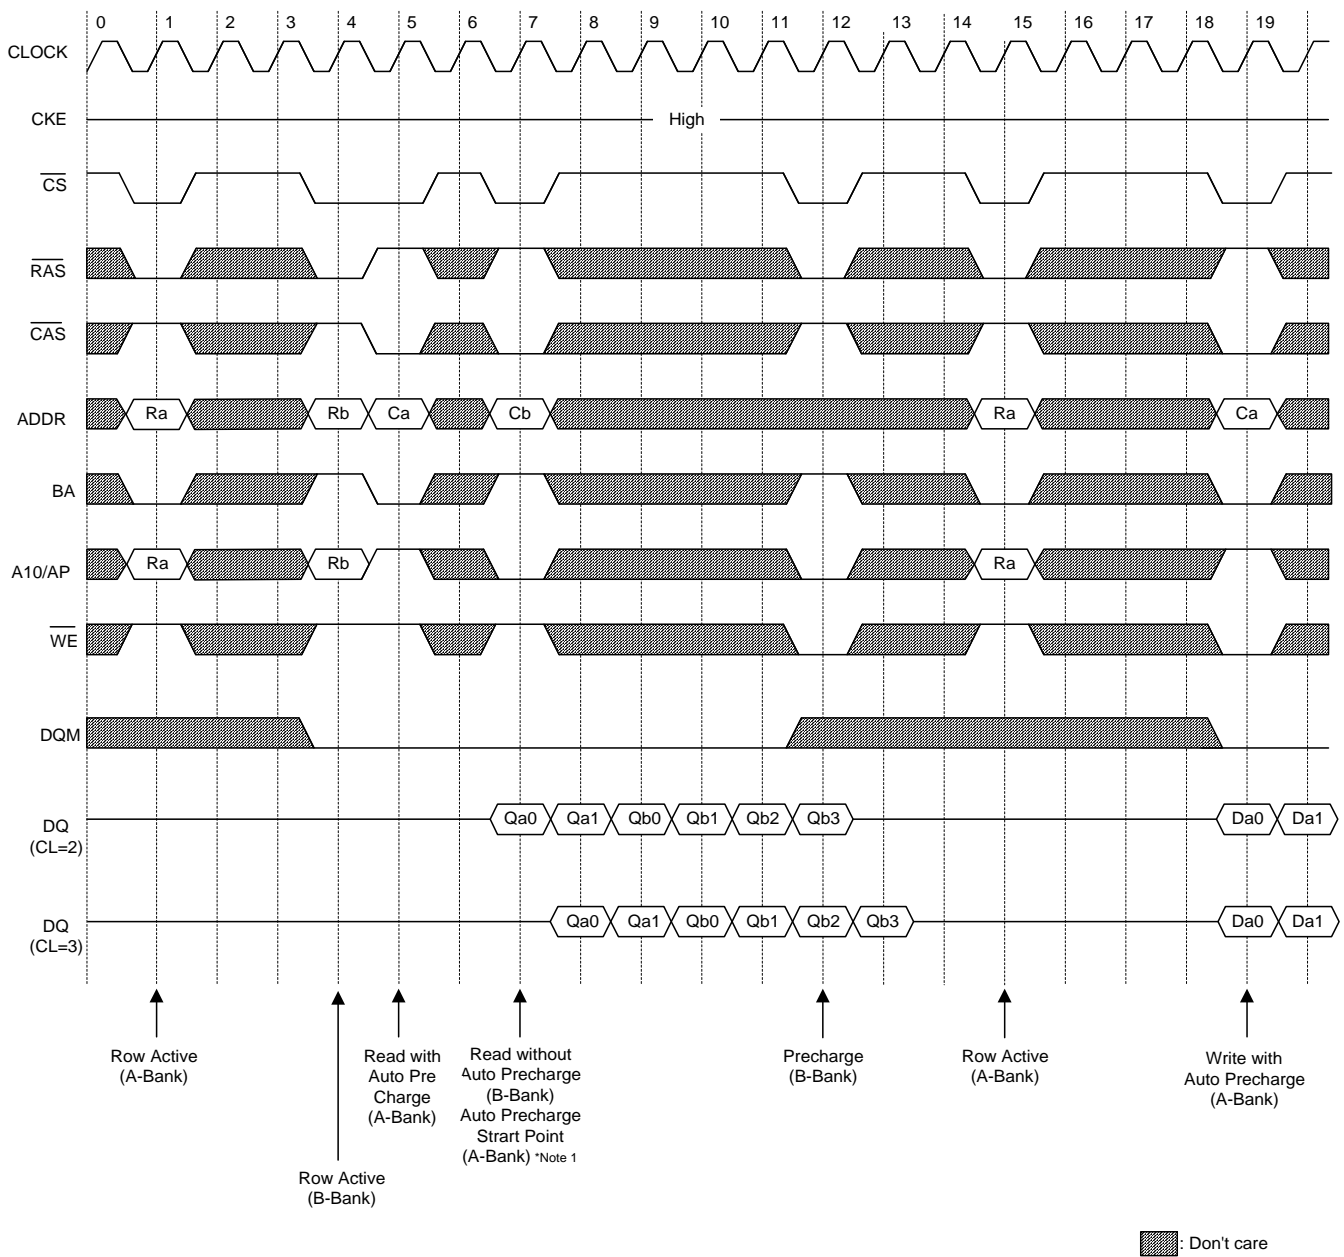 0 1 2 3 4 5 6 7 8 9 10 11 12 13 14 15 16 17 18 19
CLOCK
CKE High
CS
RAS
CAS
ADDR Ra Rb Ca Cb Ra Ca
BA
A10/AP Ra Rb Ra
WE
DQM
DQ
(CL=2) Qa0 Qa1 Qb0 Qb1 Qb2 Qb3 Da0 Da1
DQ
(CL=3) Qa0 Qa1 Qb0 Qb1 Qb2 Qb3 Da0 Da1
Row Active
(A-Bank)
Row Active
(B-Bank)
Read with
Auto Pre
Charge
(A-Bank)
Read without
Auto Precharge
(B-Bank)
Auto Precharge
Strart Point
(A-Bank) *Note 1
Precharge
(B-Bank)
Row Active
(A-Bank)
Write with
Auto Precharge
(A-Bank)
: Don't care